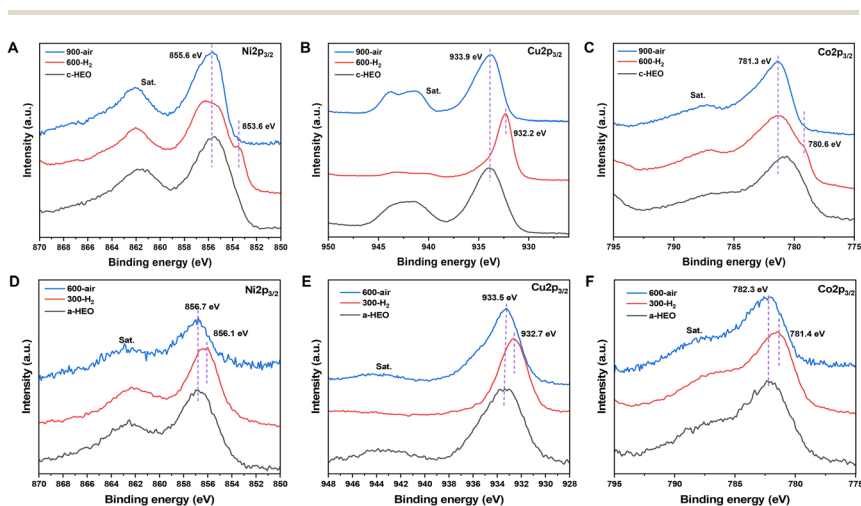 A
Ni2p3/2
900-air
600-H2
c-HEO
855.6 eV
Sat.
853.6 eV
Intensity (a.u.)
870 868 866 864 862 860 858 856 854 852 850
Binding energy (eV)
B
Cu2p3/2
900-air
600-H2
c-HEO
933.9 eV
Sat.
932.2 eV
Intensity (a.u.)
950 945 940 935 930
Binding energy (eV)
C
Co2p3/2
900-air
600-H2
c-HEO
781.3 eV
Sat.
780.6 eV
Intensity (a.u.)
795 790 785 780 775
Binding energy (eV)
D
Ni2p3/2
600-air
300-H2
a-HEO
856.7 eV
856.1 eV
Sat.
Intensity (a.u.)
870 868 866 864 862 860 858 856 854 852 850
Binding energy (eV)
E
Cu2p3/2
600-air
300-H2
a-HEO
933.5 eV
932.7 eV
Sat.
Intensity (a.u.)
948 946 944 942 940 938 936 934 932 930 928
Binding energy (eV)
F
Co2p3/2
600-air
300-H2
a-HEO
782.3 eV
Sat.
781.4 eV
Intensity (a.u.)
795 790 785 780 775
Binding energy (eV)